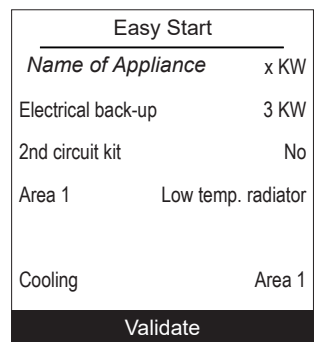 Easy Start
Name of Appliance x KW
Electrical back-up 3 KW
2nd circuit kit No
Area 1 Low temp. radiator
Cooling Area 1
Validate